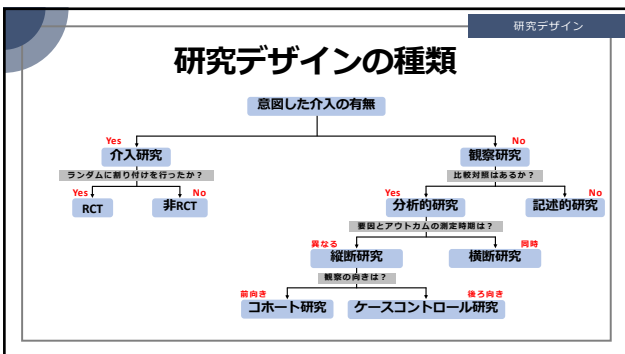 研究デザイン
研究デザインの種類
意図した介入の有無
Yes No
介入研究 観察研究
ランダムに割り付けを行ったか？ 比較対照はあるか？
Yes No Yes No
RCT 非RCT 分析的研究 記述的研究
要因とアウトカムの測定時期は？
異なる 同時
縦断研究 横断研究
観察の向きは？
前向き 後ろ向き
コホート研究 ケースコントロール研究